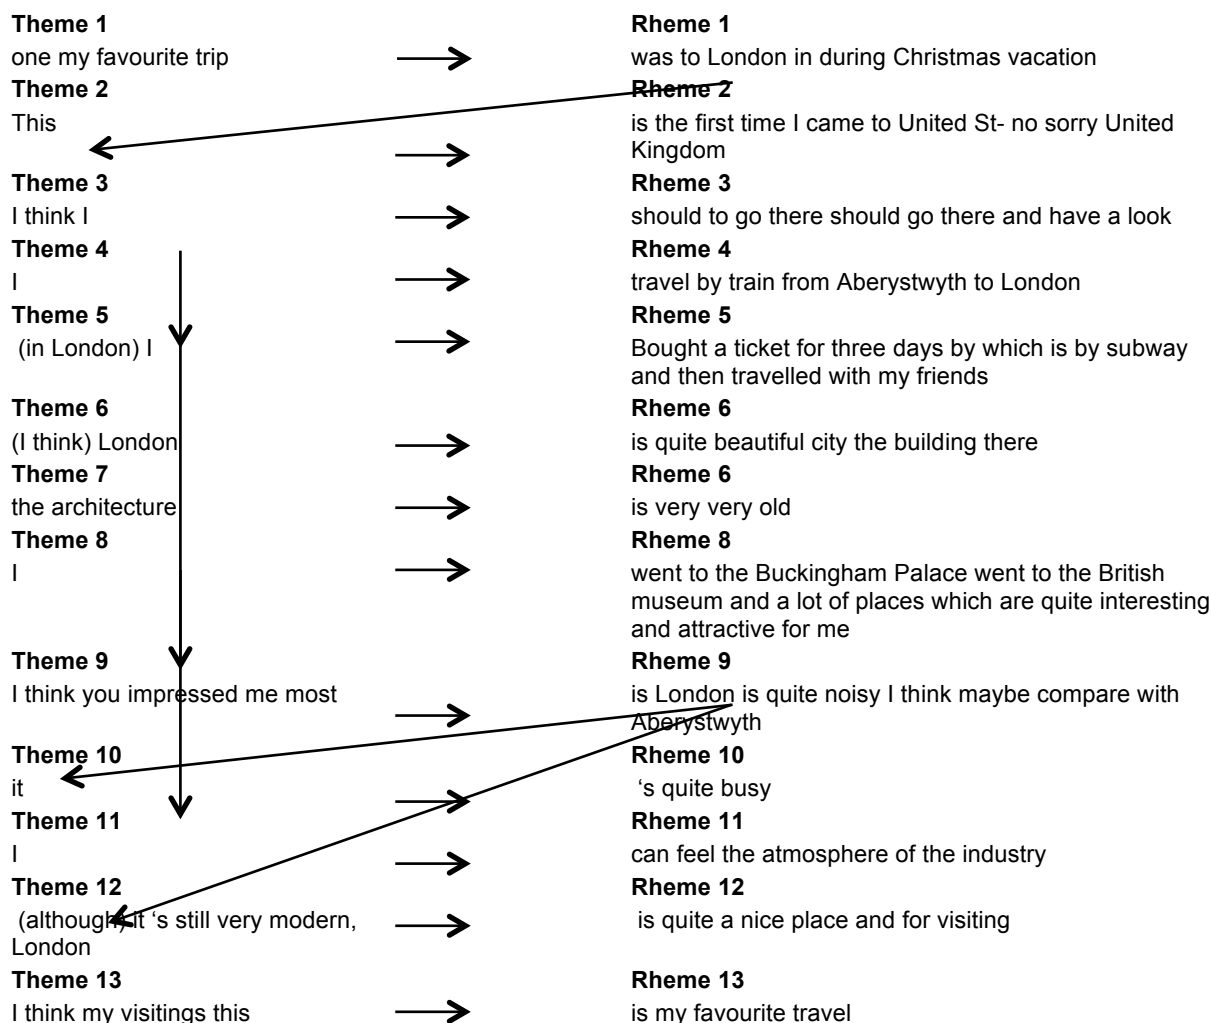 Theme 1 Rheme 1
one my favourite trip was to London in during Christmas vacation
Theme 2 Rheme 2
This is the first time I came to United St- no sorry United
Kingdom
Theme 3 Rheme 3
I think I should to go there should go there and have a look
Theme 4 Rheme 4
I travel by train from Aberystwyth to London
Theme 5 Rheme 5
(in London) I Bought a ticket for three days by which is by subway
and then travelled with my friends
Theme 6 Rheme 6
(I think) London is quite beautiful city the building there
Theme 7 Rheme 6
the architecture is very very old
Theme 8 Rheme 8
I went to the Buckingham Palace went to the British
museum and a lot of places which are quite interesting
and attractive for me
Theme 9 Rheme 9
I think you impressed me most is London is quite noisy I think maybe compare with
Aberystwyth
Theme 10 Rheme 10
it ‘s quite busy
Theme 11 Rheme 11
I can feel the atmosphere of the industry
Theme 12 Rheme 12
(although) it ‘s still very modern, is quite a nice place and for visiting
London
Theme 13 Rheme 13
I think my visitings this is my favourite travel